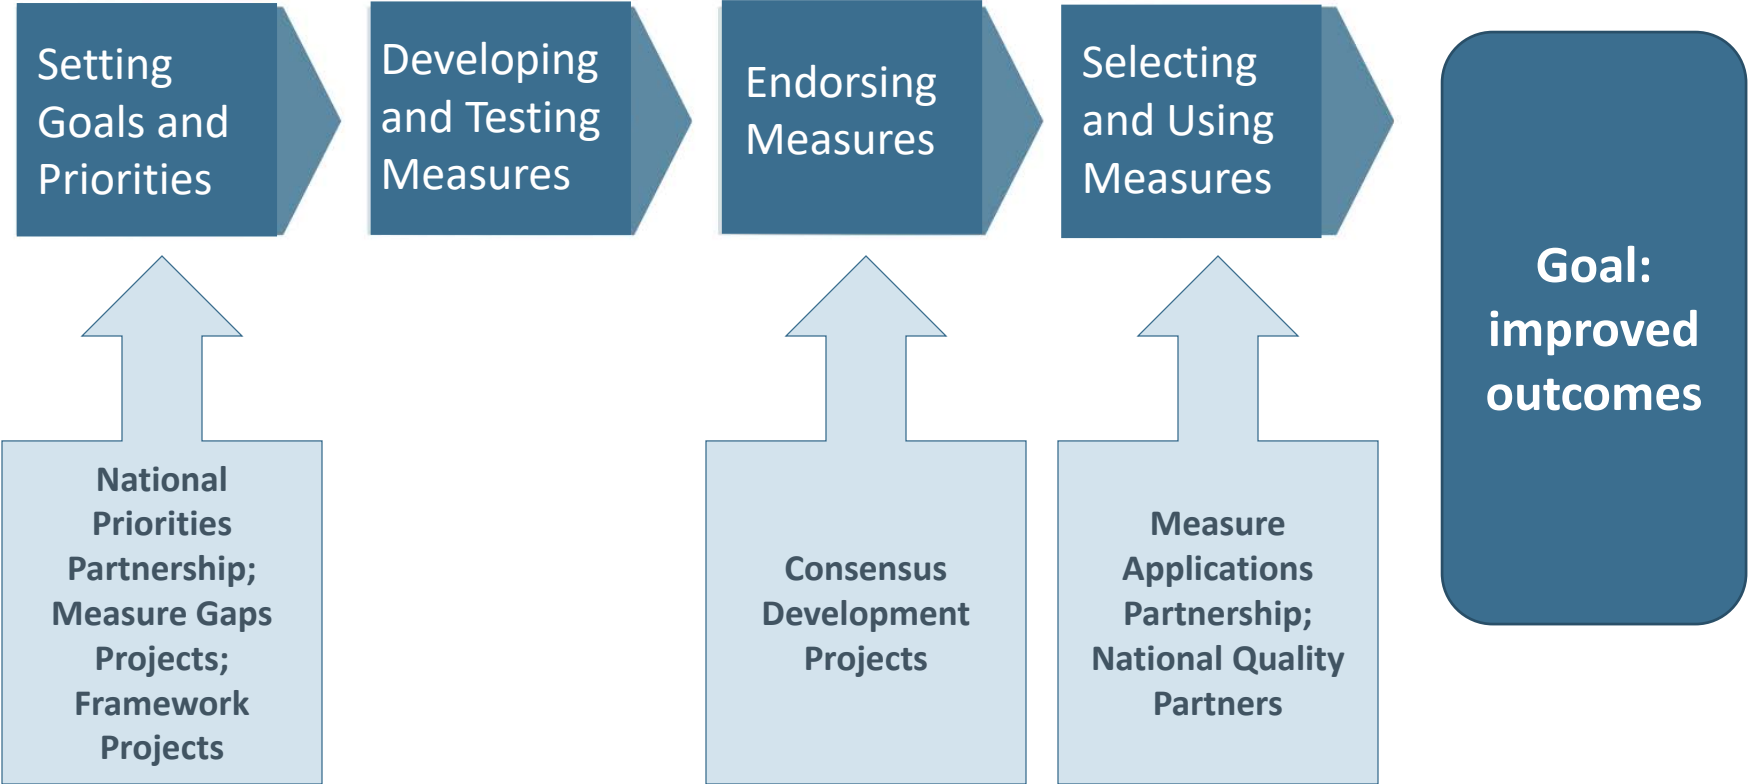 Setting
Goals and
Priorities
Developing
and Testing
Measures
Endorsing
Measures
Selecting
and Using
Measures
Goal:
improved
outcomes
National
Priorities
Partnership;
Measure Gaps
Projects;
Framework
Projects
Consensus
Development
Projects
Measure
Applications
Partnership;
National Quality
Partners